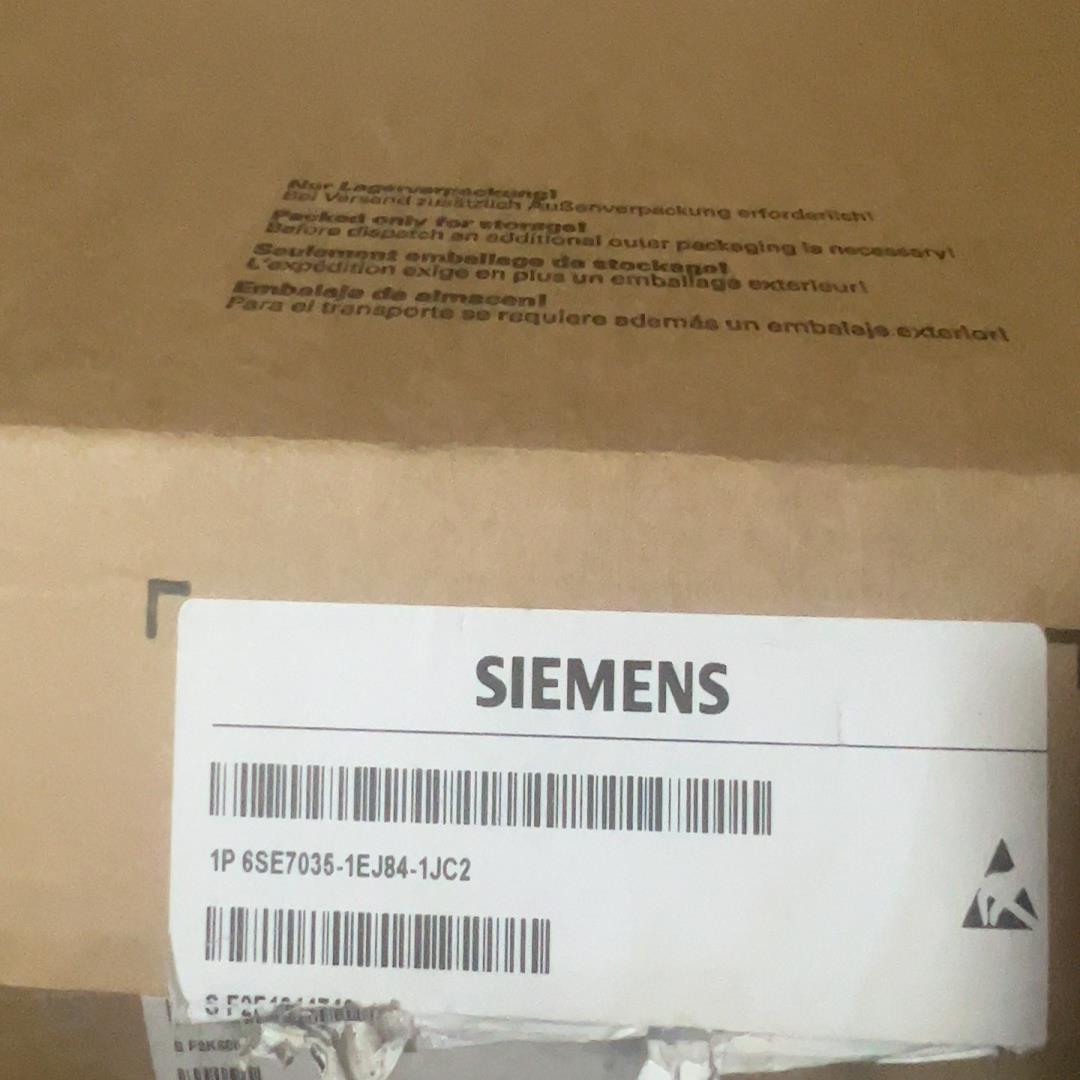 Nur Lagerverpackung!
Bei Versand zusätzlich Außenverpackung erforderlich!
Packed only for storage!
Before dispatch an additional outer packaging is necessary!
Seulement emballage de stockage!
L'expédition exige en plus un emballage exterieur!
Embalaje de almacen!
Para el transporte se requiere además un embalaje exterior!
SIEMENS
1P 6SE7035-1EJ84-1JC2
S
S